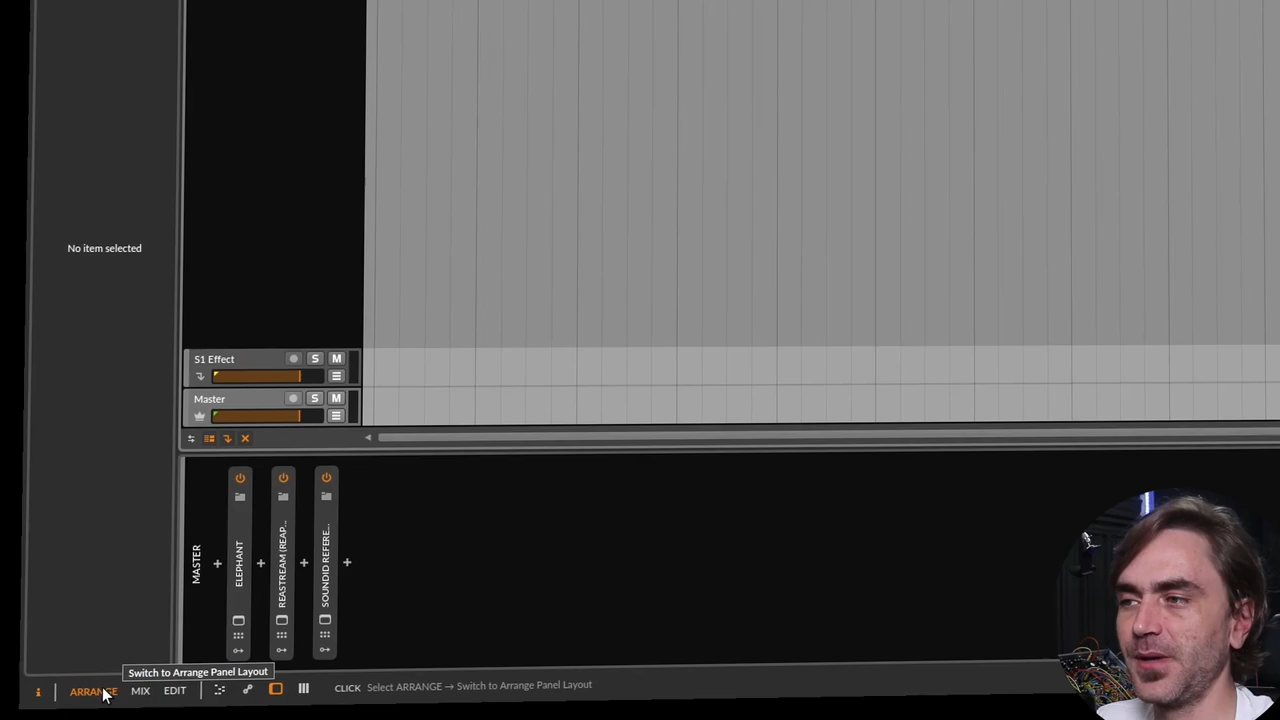 No item selected
S1 Effect S M
Master S M
MASTER
ELEPHANT
REASTREAM (REAP...
SOUNDID REFERE...
Switch to Arrange Panel Layout
i ARRANGE MIX EDIT CLICK Select ARRANGE → Switch to Arrange Panel Layout